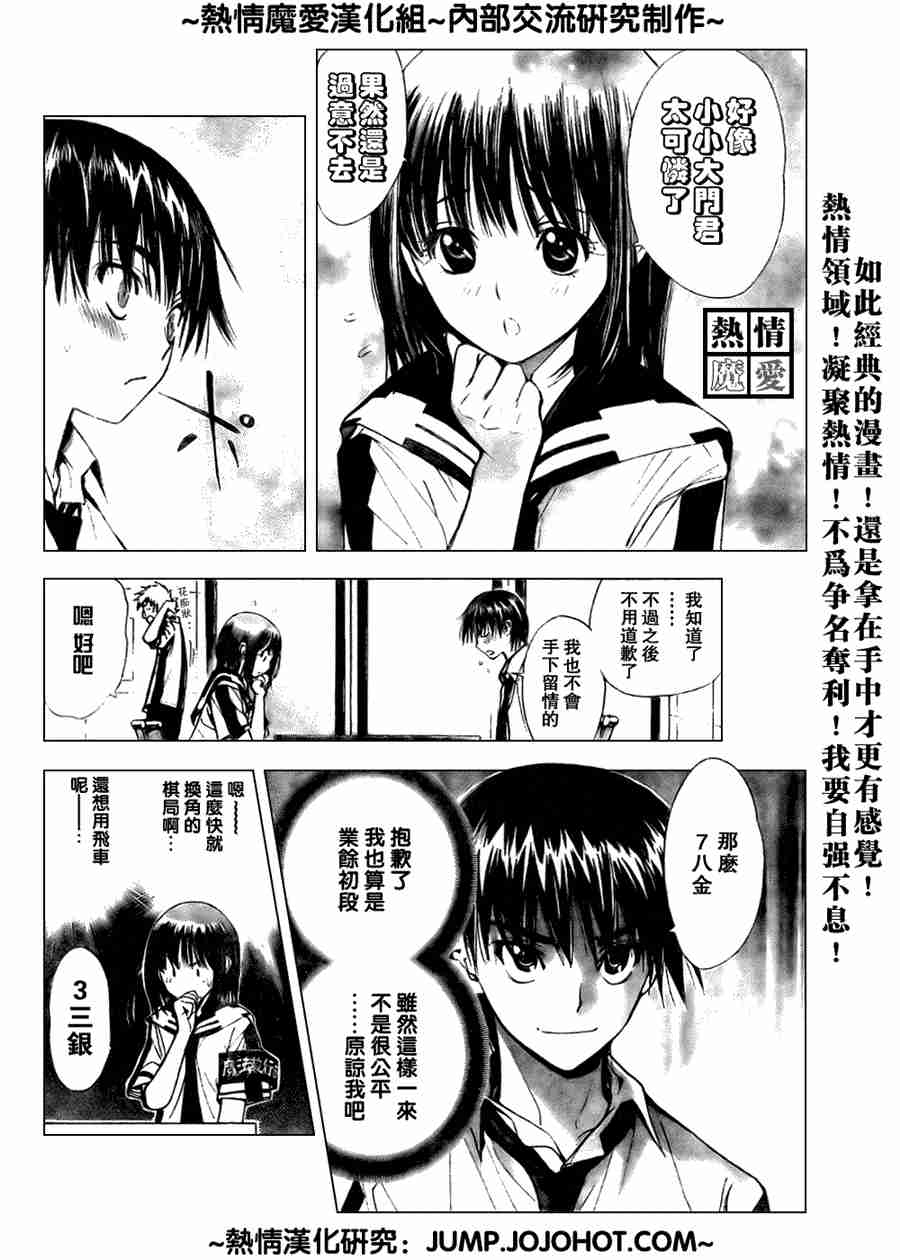 ~熱情魔愛漢化組~內部交流研究制作~
好像
小小大門君
太可憐了
果然還是
過意不去
熱情
魔愛
如此經典的漫畫！還是拿在手中才更有感覺！
熱情領域！凝聚熱情！不爲争名奪利！我要自强不息！
我知道了
……
不過之後
不用道歉了
我也不會
手下留情的
花痴狀…
嗯好吧
那麽
7八金
抱歉了
我也算是
業餘初段
雖然這樣一來
不是很公平
……原諒我吧
嗯~~
這麼快就
換角的
棋局啊…
還想用飛車
呢——
3三銀
~熱情漢化研究：JUMP.JOJOHOT.COM~